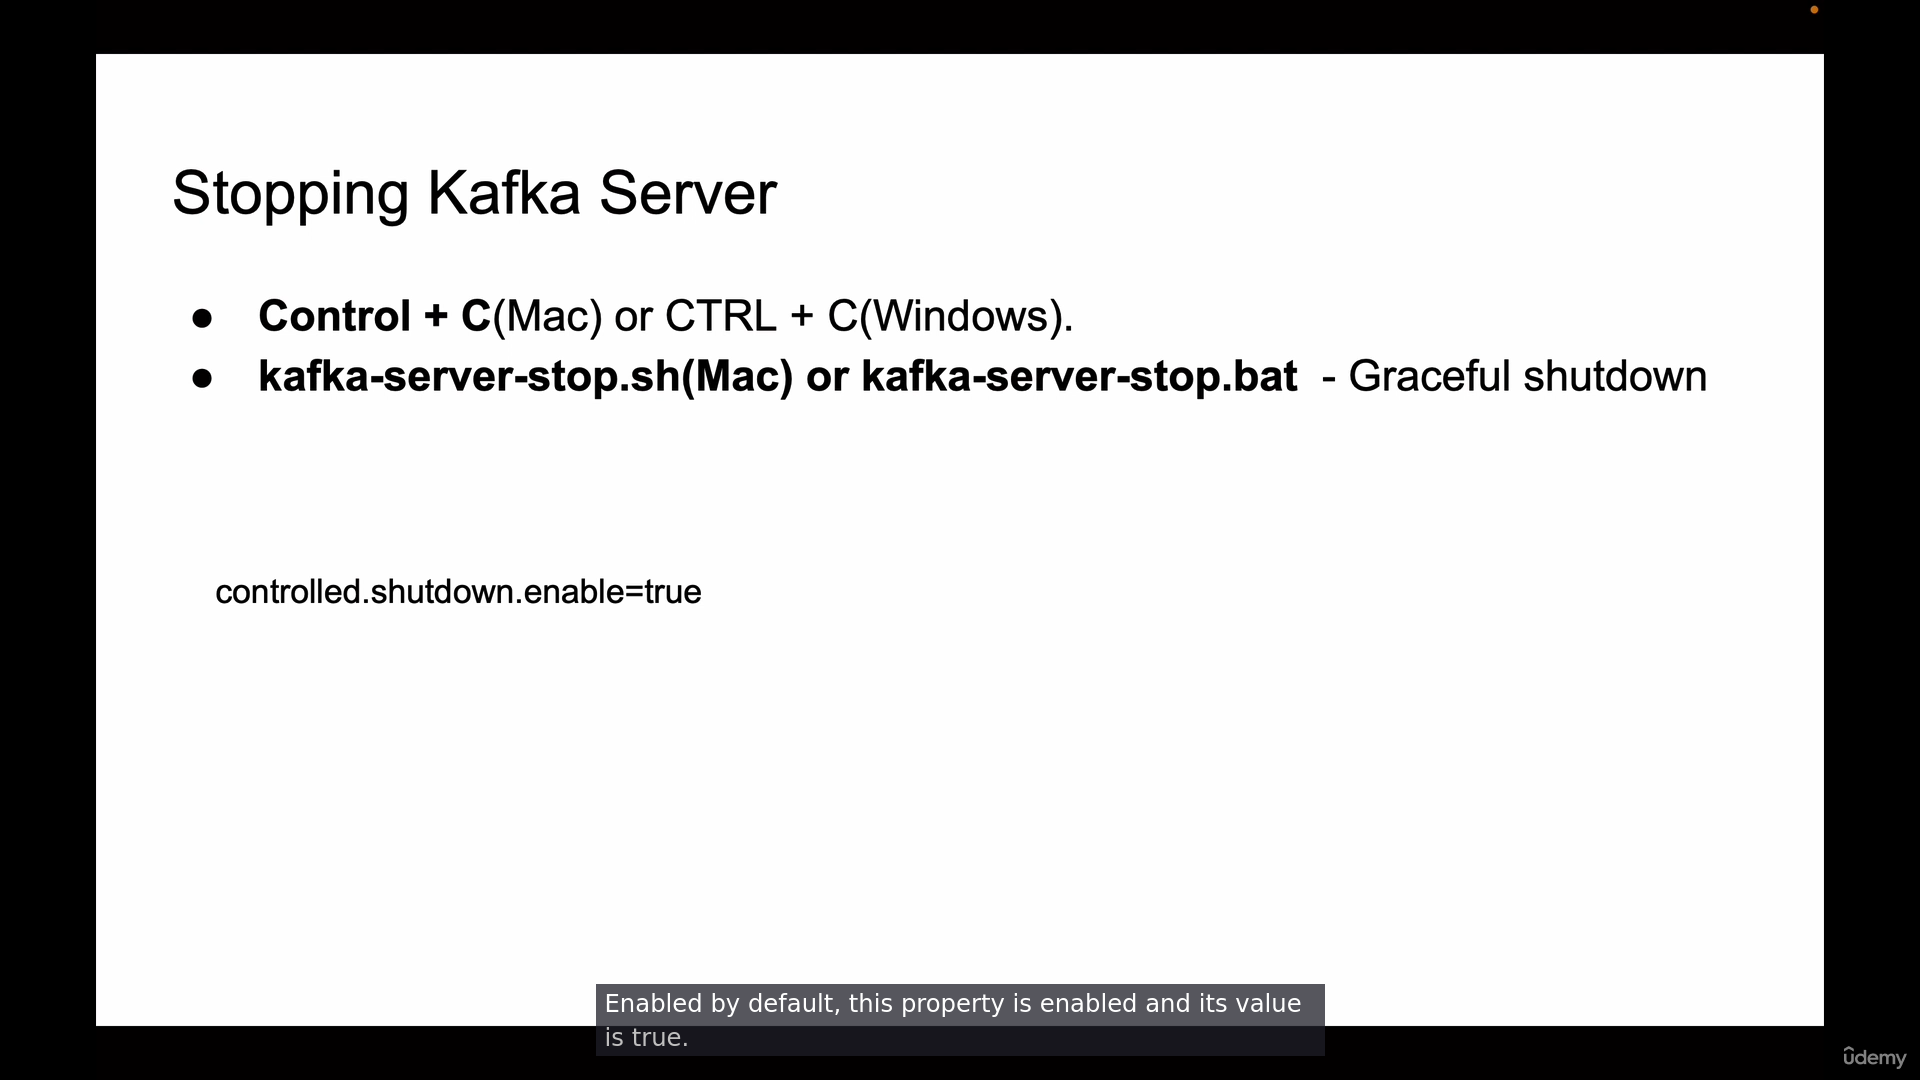 Stopping Kafka Server
● Control + C(Mac) or CTRL + C(Windows).
● kafka-server-stop.sh(Mac) or kafka-server-stop.bat - Graceful shutdown
controlled.shutdown.enable=true
Enabled by default, this property is enabled and its value
is true.
ûdemy